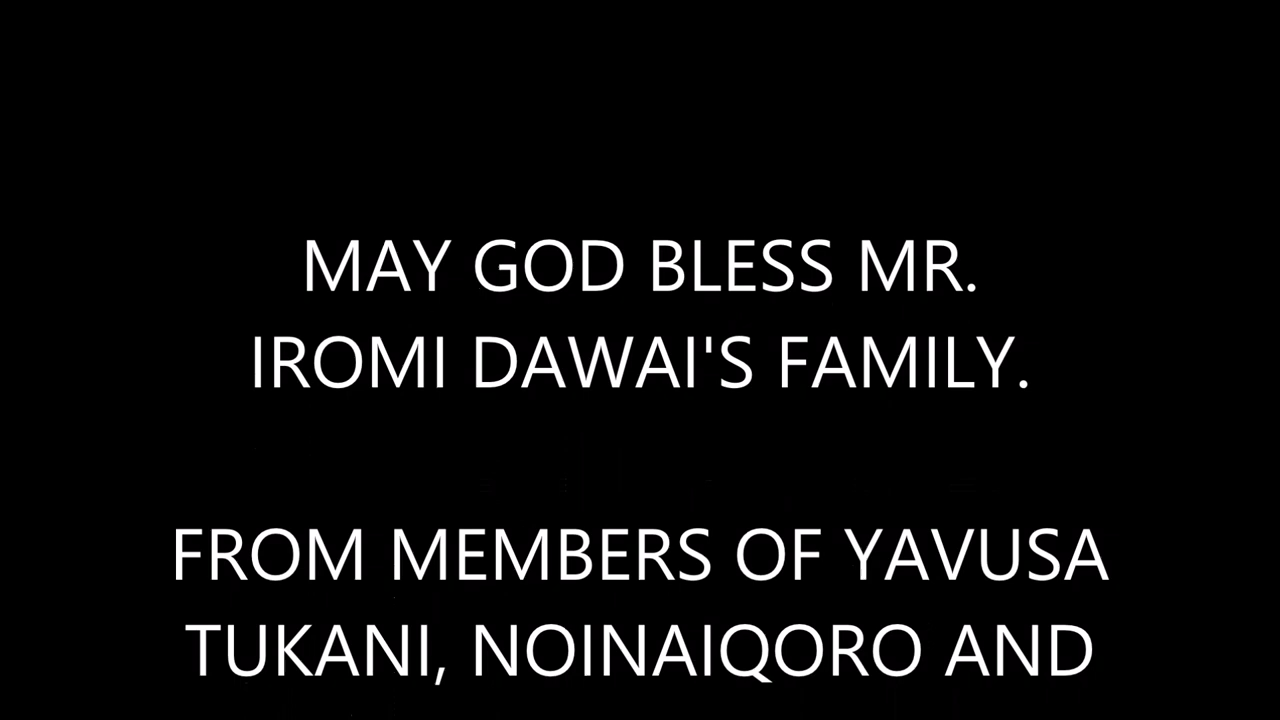 MAY GOD BLESS MR.
IROMI DAWAI'S FAMILY.
FROM MEMBERS OF YAVUSA
TUKANI, NOINAIQORO AND